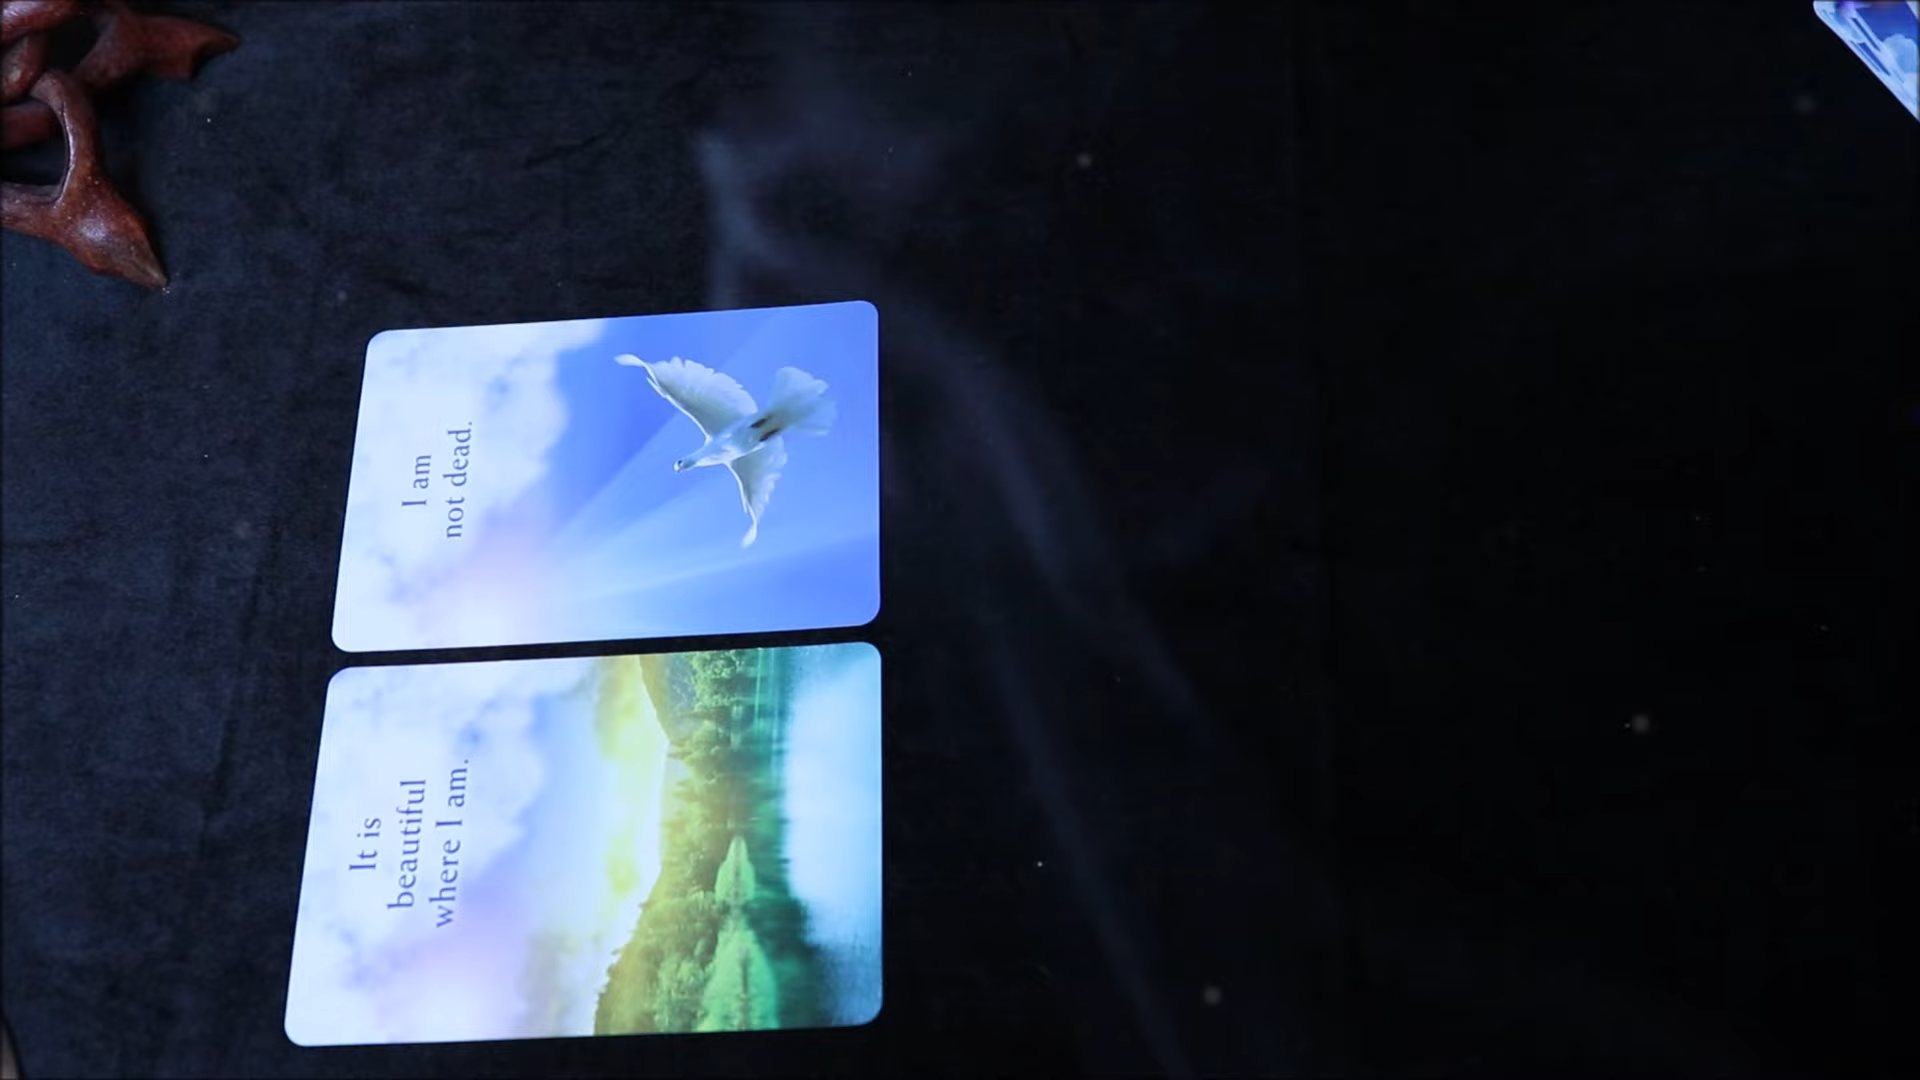 I am
not dead.
It is
beautiful
where I am.